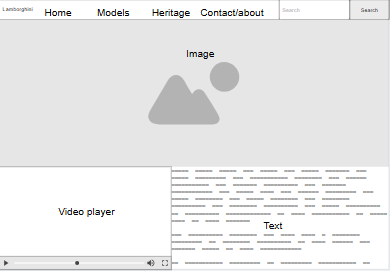 Lamborghini Home Models Heritage Contact/about Search Search
Image
Video player
Text